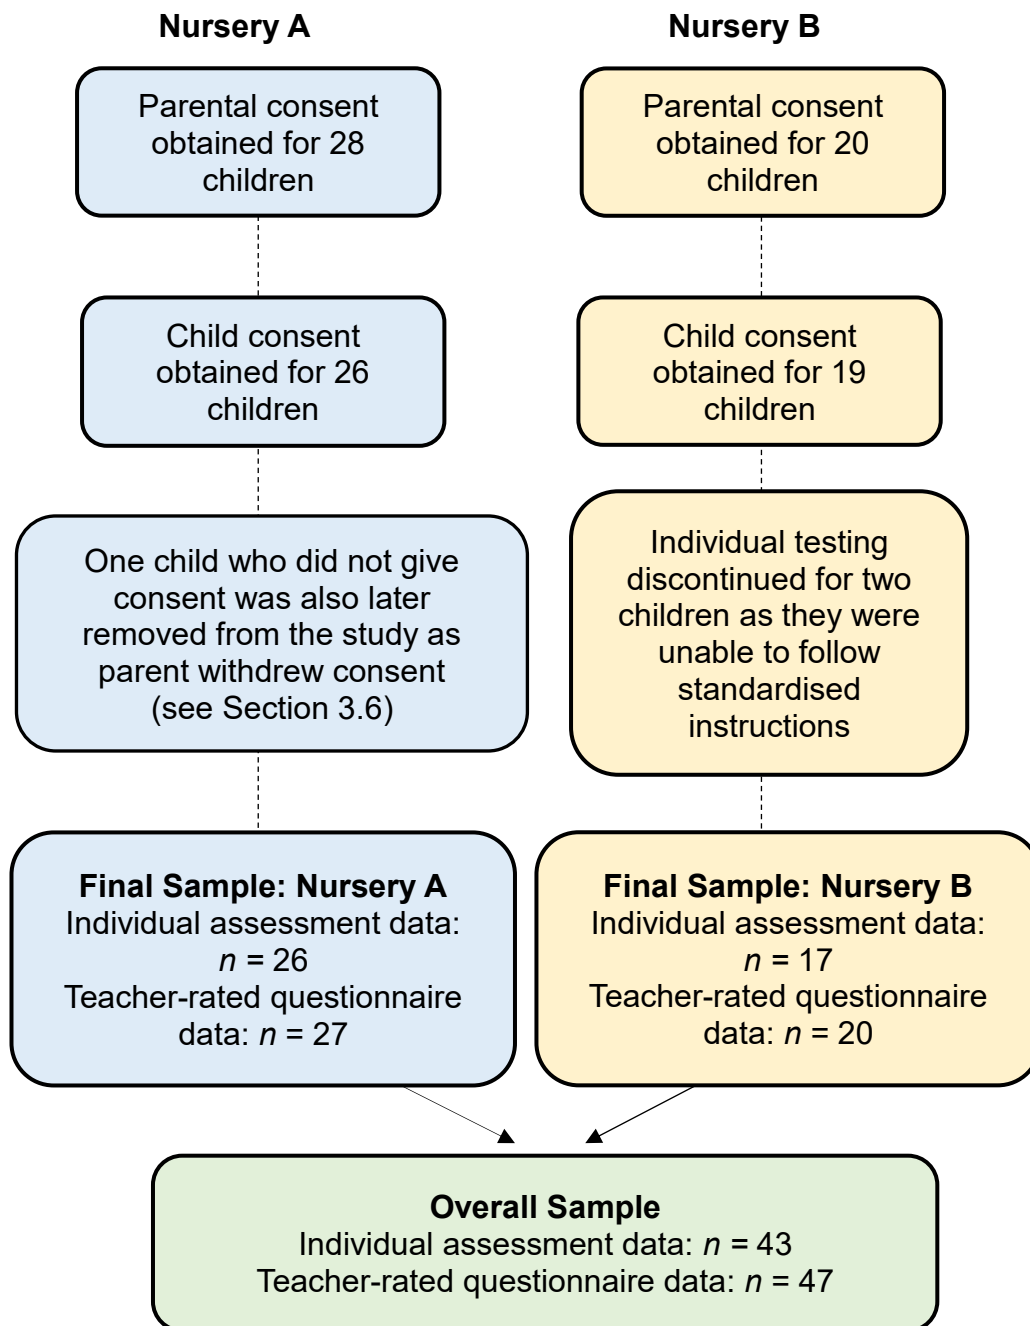 Nursery A
Nursery B
Parental consent
obtained for 28
children
Parental consent
obtained for 20
children
Child consent
obtained for 26
children
Child consent
obtained for 19
children
One child who did not give
consent was also later
removed from the study as
parent withdrew consent
(see Section 3.6)
Individual testing
discontinued for two
children as they were
unable to follow
standardised
instructions
Final Sample: Nursery A
Individual assessment data:
n = 26
Teacher-rated questionnaire
data: n = 27
Final Sample: Nursery B
Individual assessment data:
n = 17
Teacher-rated questionnaire
data: n = 20
Overall Sample
Individual assessment data: n = 43
Teacher-rated questionnaire data: n = 47